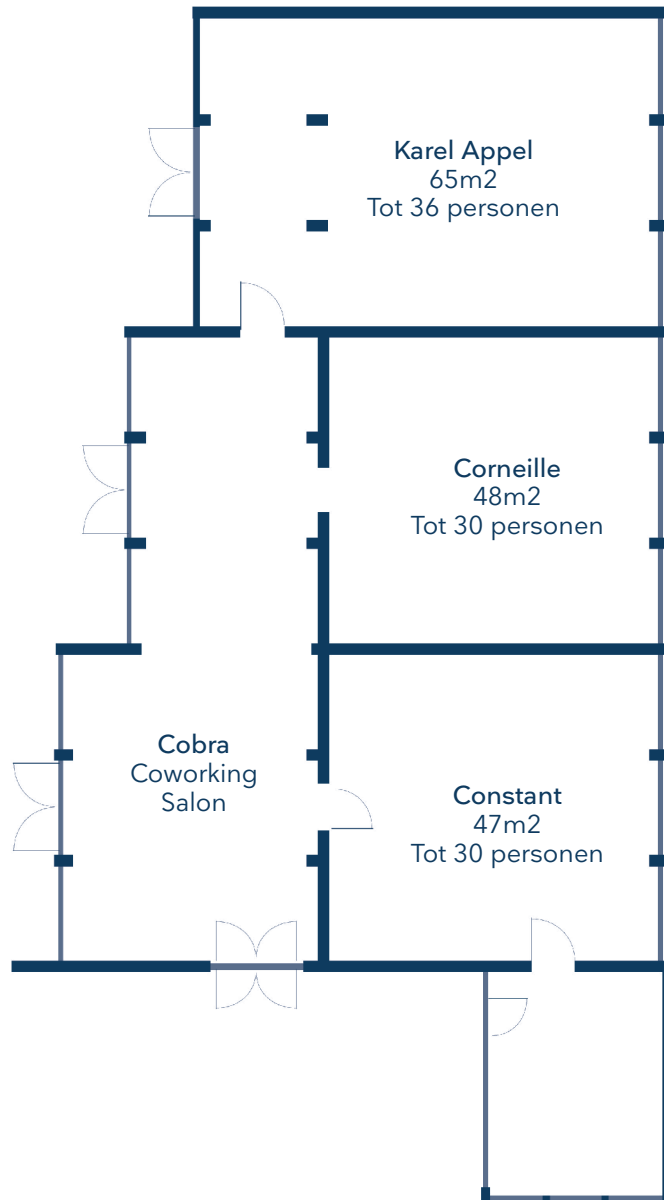 Karel Appel
65m2
Tot 36 personen
Corneille
48m2
Tot 30 personen
Cobra
Coworking
Salon
Constant
47m2
Tot 30 personen